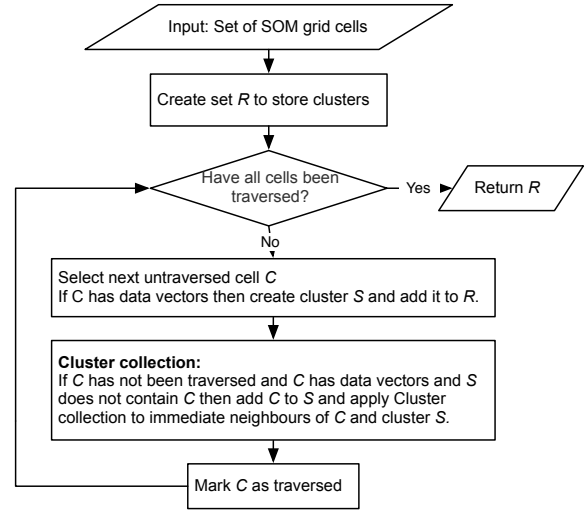 Input: Set of SOM grid cells
Create set R to store clusters
Have all cells been
traversed?
Yes
Return R
No
Select next untraversed cell C
If C has data vectors then create cluster S and add it to R.
Cluster collection:
If C has not been traversed and C has data vectors and S
does not contain C then add C to S and apply Cluster
collection to immediate neighbours of C and cluster S.
Mark C as traversed